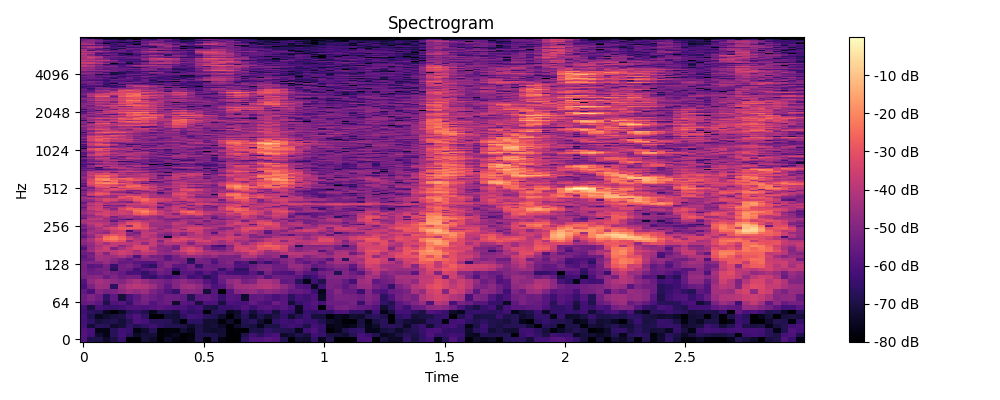 Spectrogram
Hz
4096
2048
1024
512
256
128
64
0
0
0.5
1
1.5
2
2.5
Time
-10 dB
-20 dB
-30 dB
-40 dB
-50 dB
-60 dB
-70 dB
-80 dB